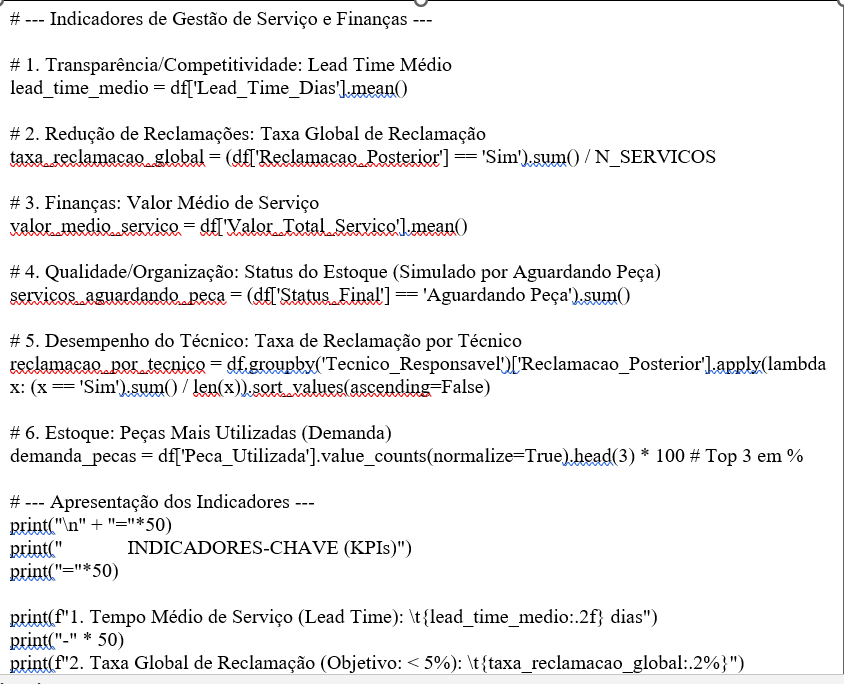 # --- Indicadores de Gestão de Serviço e Finanças ---
# 1. Transparência/Competitividade: Lead Time Médio
lead_time_medio = df['Lead_Time_Dias'].mean()
# 2. Redução de Reclamações: Taxa Global de Reclamação
taxa_reclamacao_global = (df['Reclamacao_Posterior'] == 'Sim').sum() / N_SERVICOS
# 3. Finanças: Valor Médio de Serviço
valor_medio_servico = df['Valor_Total_Servico'].mean()
# 4. Qualidade/Organização: Status do Estoque (Simulado por Aguardando Peça)
servicos_aguardando_peca = (df['Status_Final'] == 'Aguardando Peça').sum()
# 5. Desempenho do Técnico: Taxa de Reclamação por Técnico
reclamacao_por_tecnico = df.groupby('Tecnico_Responsavel')['Reclamacao_Posterior'].apply(lambda
x: (x == 'Sim').sum() / len(x)).sort_values(ascending=False)
# 6. Estoque: Peças Mais Utilizadas (Demanda)
demanda_pecas = df['Peca_Utilizada'].value_counts(normalize=True).head(3) * 100 # Top 3 em %
# --- Apresentação dos Indicadores ---
print("\n" + "="*50)
print("            INDICADORES-CHAVE (KPIs)")
print("="*50)
print(f"1. Tempo Médio de Serviço (Lead Time): \t{lead_time_medio:.2f} dias")
print("-" * 50)
print(f"2. Taxa Global de Reclamação (Objetivo: < 5%): \t{taxa_reclamacao_global:.2%}")